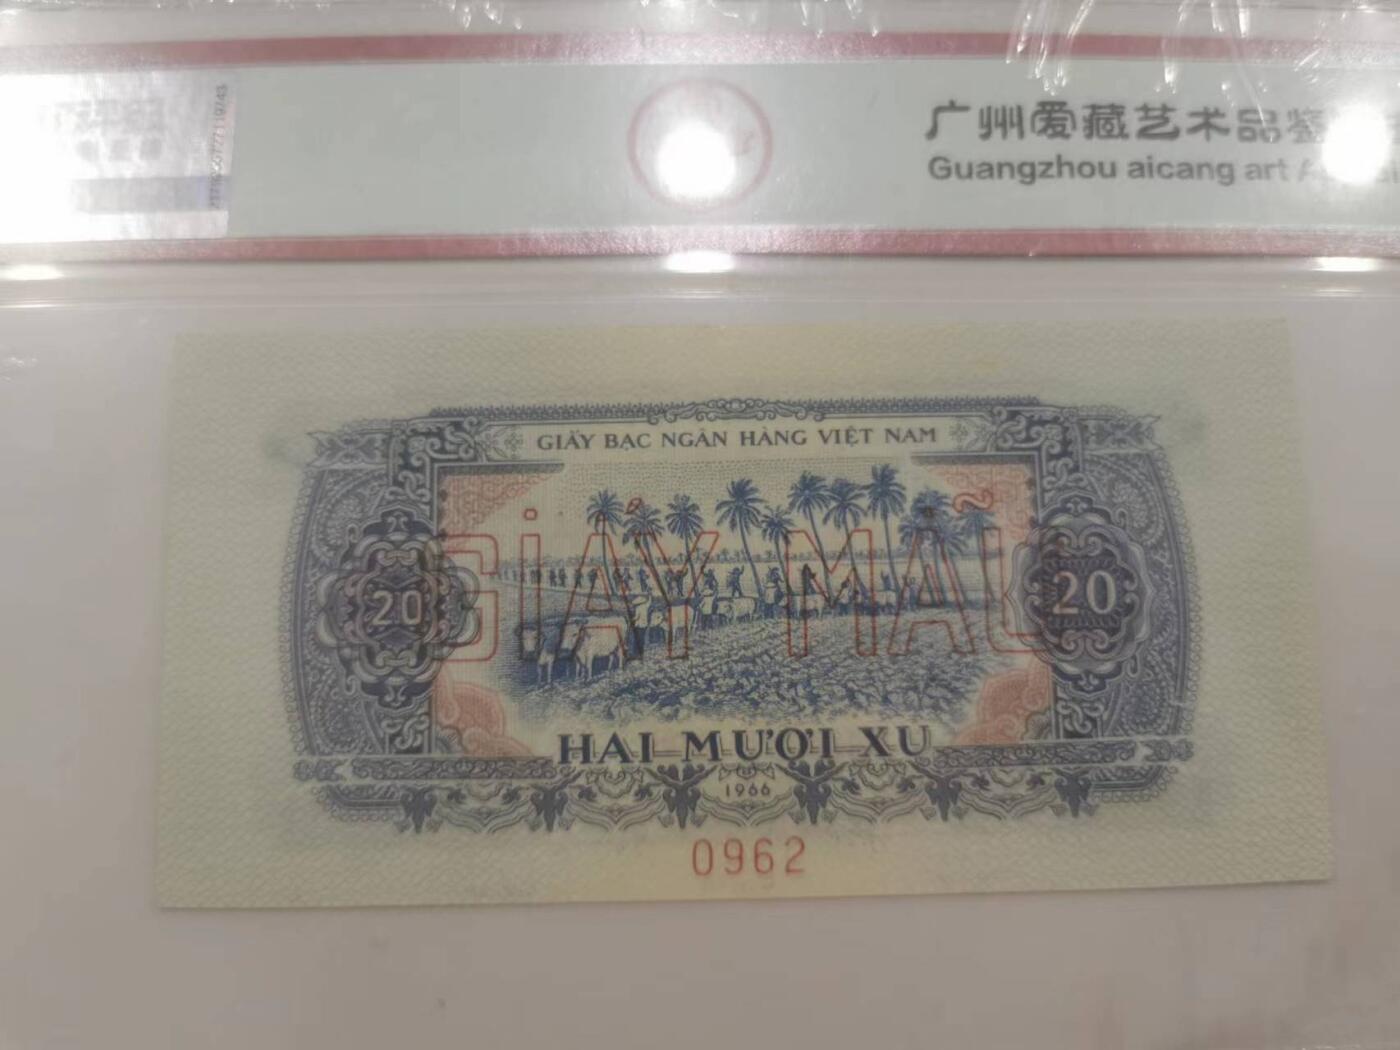 广州爱藏艺术品鉴
Guangzhou aicang art
GIẤY BẠC NGÂN HÀNG VIỆT NAM
GIẤY MẪU
20
20
HAI MƯƠI XU
1966
0962